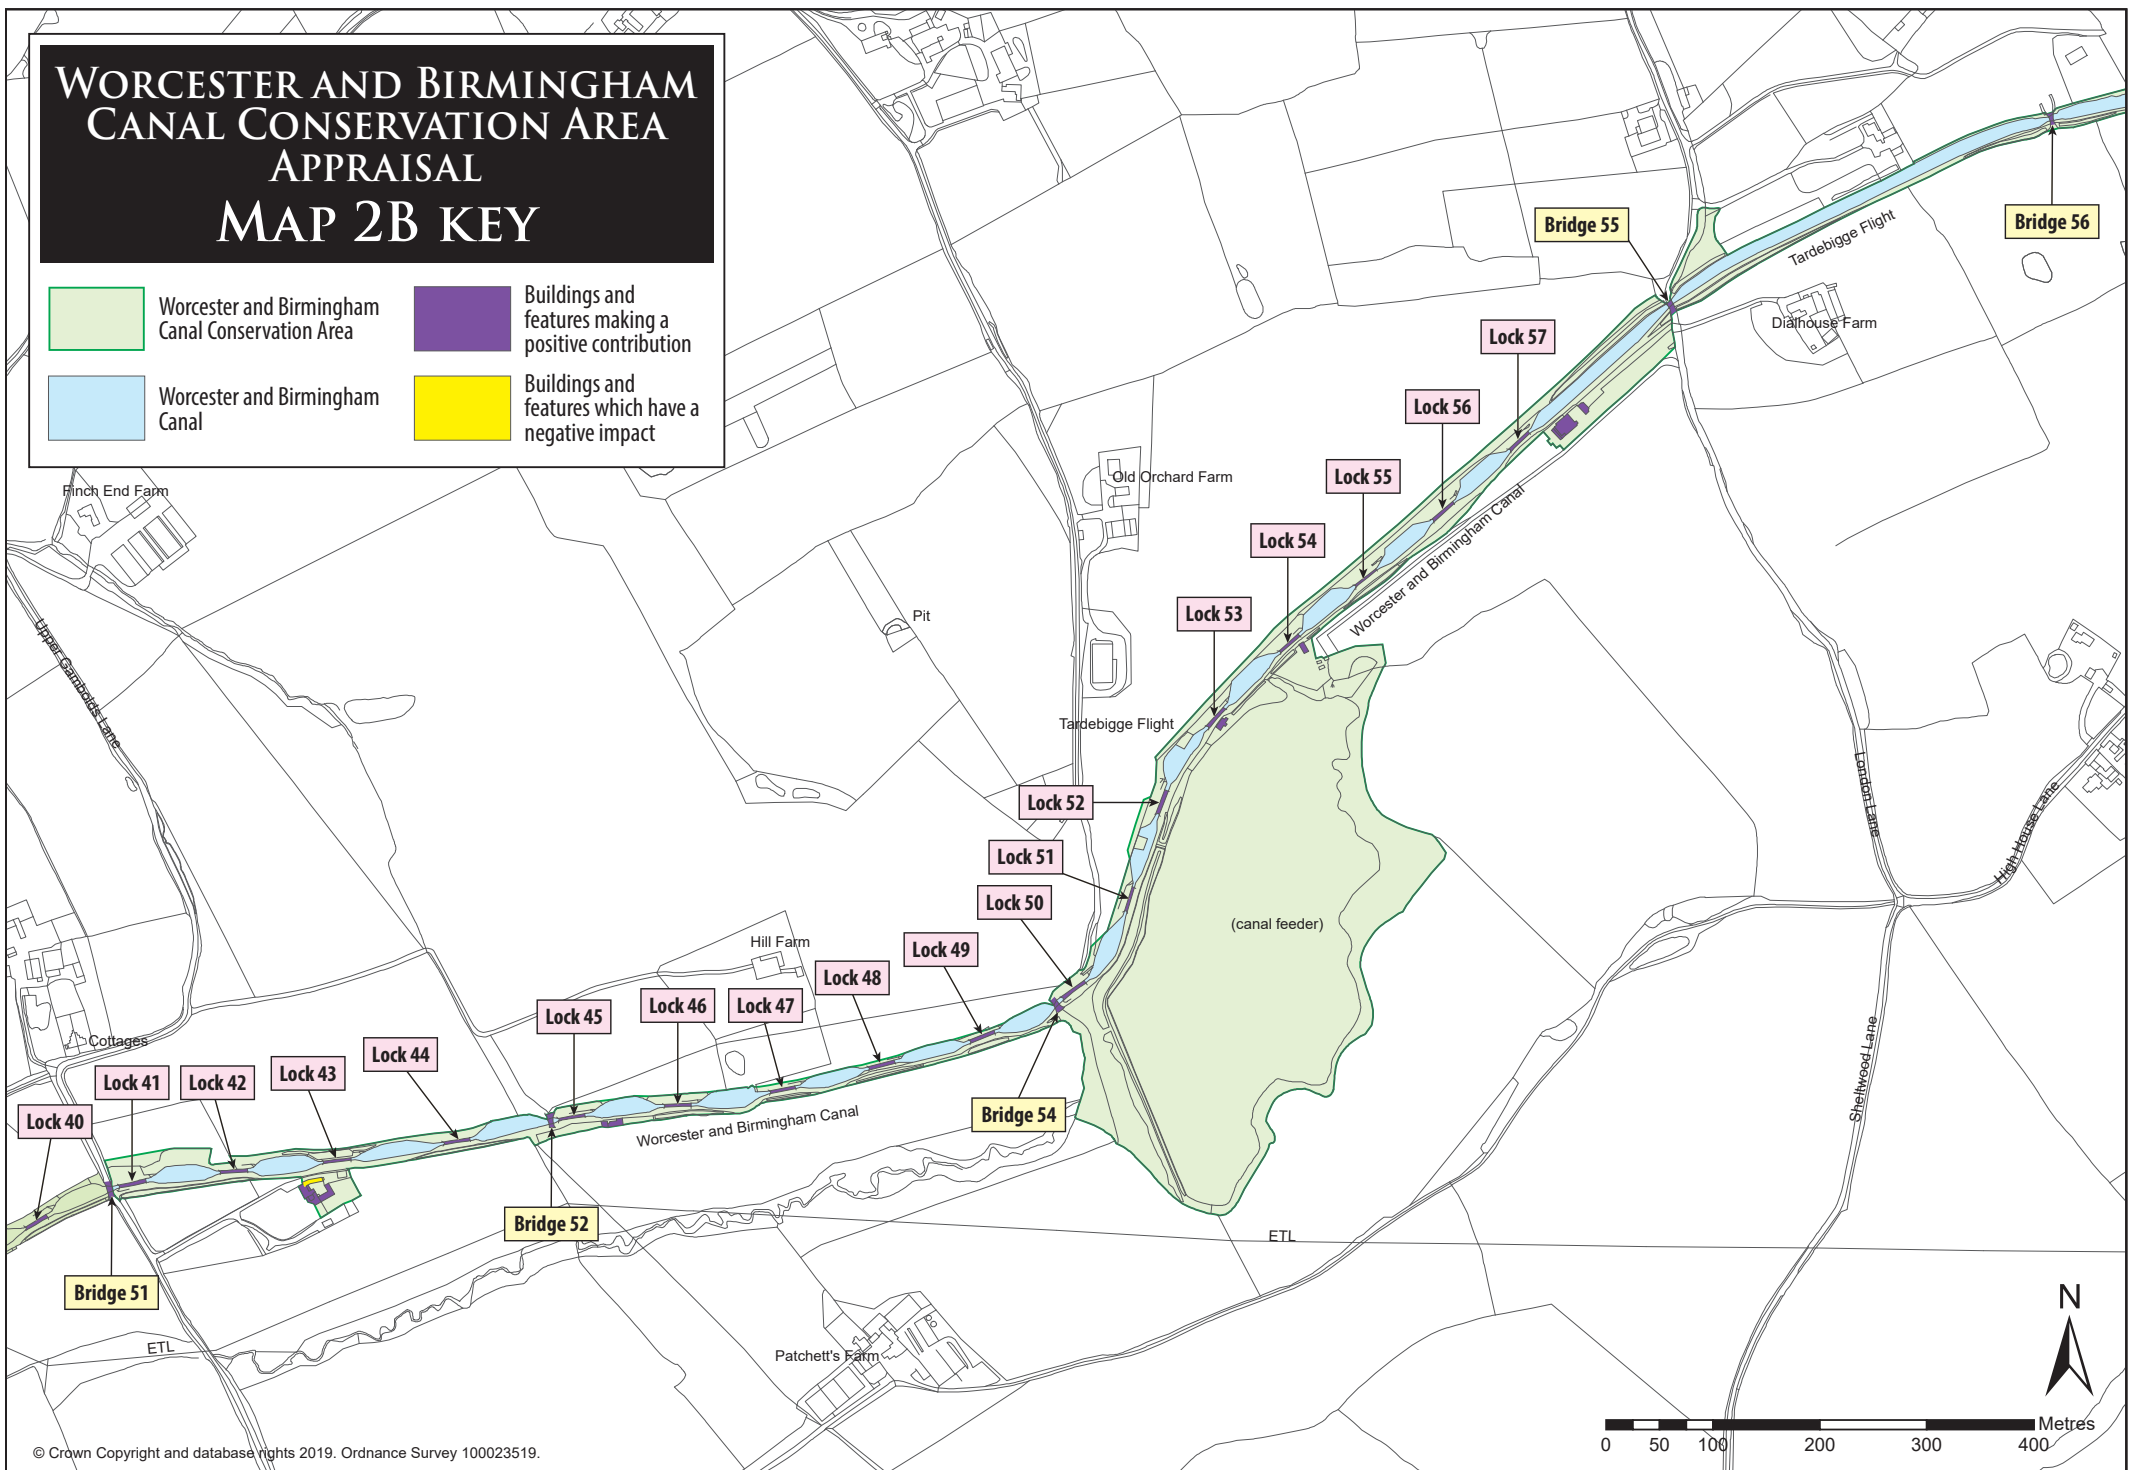 WORCESTER AND BIRMINGHAM
CANAL CONSERVATION AREA
APPRAISAL
MAP 2B KEY
Worcester and Birmingham
Canal Conservation Area
Buildings and
features making a
positive contribution
Worcester and Birmingham
Canal
Buildings and
features which have a
negative impact
Bridge 56
Bridge 55
Tardebigge Flight
Dialhouse Farm
Lock 57
Lock 56
Lock 55
Old Orchard Farm
Finch End Farm
Lock 54
Worcester and Birmingham Canal
Lock 53
Pit
Upper Gambolds Lane
Tardebigge Flight
Lock 52
London Lane
High House Lane
Lock 51
Lock 50
(canal feeder)
Hill Farm
Lock 49
Lock 48
Lock 47
Lock 46
Lock 45
Cottages
Lock 44
Lock 43
Lock 42
Lock 41
Lock 40
Sheltwood Lane
Bridge 54
Worcester and Birmingham Canal
Bridge 52
ETL
Bridge 51
ETL
Patchett's Farm
N
Metres
0 50 100 200 300 400
© Crown Copyright and database rights 2019. Ordnance Survey 100023519.